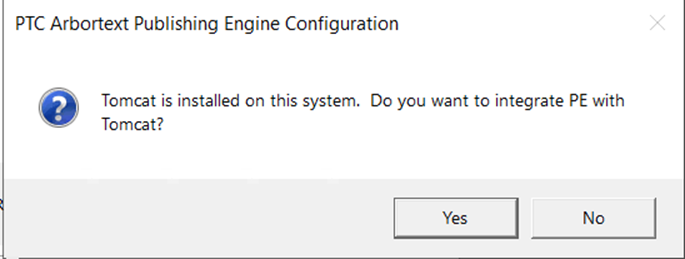 PTC Arbortext Publishing Engine Configuration
Tomcat is installed on this system.  Do you want to integrate PE with
Tomcat?
Yes
No